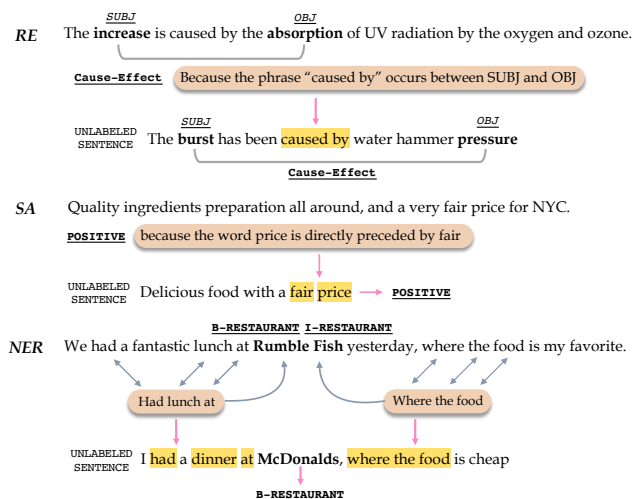 SUBJ OBJ
RE The increase is caused by the absorption of UV radiation by the oxygen and ozone.
Cause-Effect Because the phrase “caused by” occurs between SUBJ and OBJ
SUBJ OBJ
UNLABELED SENTENCE The burst has been caused by water hammer pressure
Cause-Effect
SA Quality ingredients preparation all around, and a very fair price for NYC.
POSITIVE because the word price is directly preceded by fair
UNLABELED SENTENCE Delicious food with a fair price POSITIVE
B-RESTAURANT I-RESTAURANT
NER We had a fantastic lunch at Rumble Fish yesterday, where the food is my favorite.
Had lunch at Where the food
UNLABELED SENTENCE I had a dinner at McDonalds, where the food is cheap
B-RESTAURANT